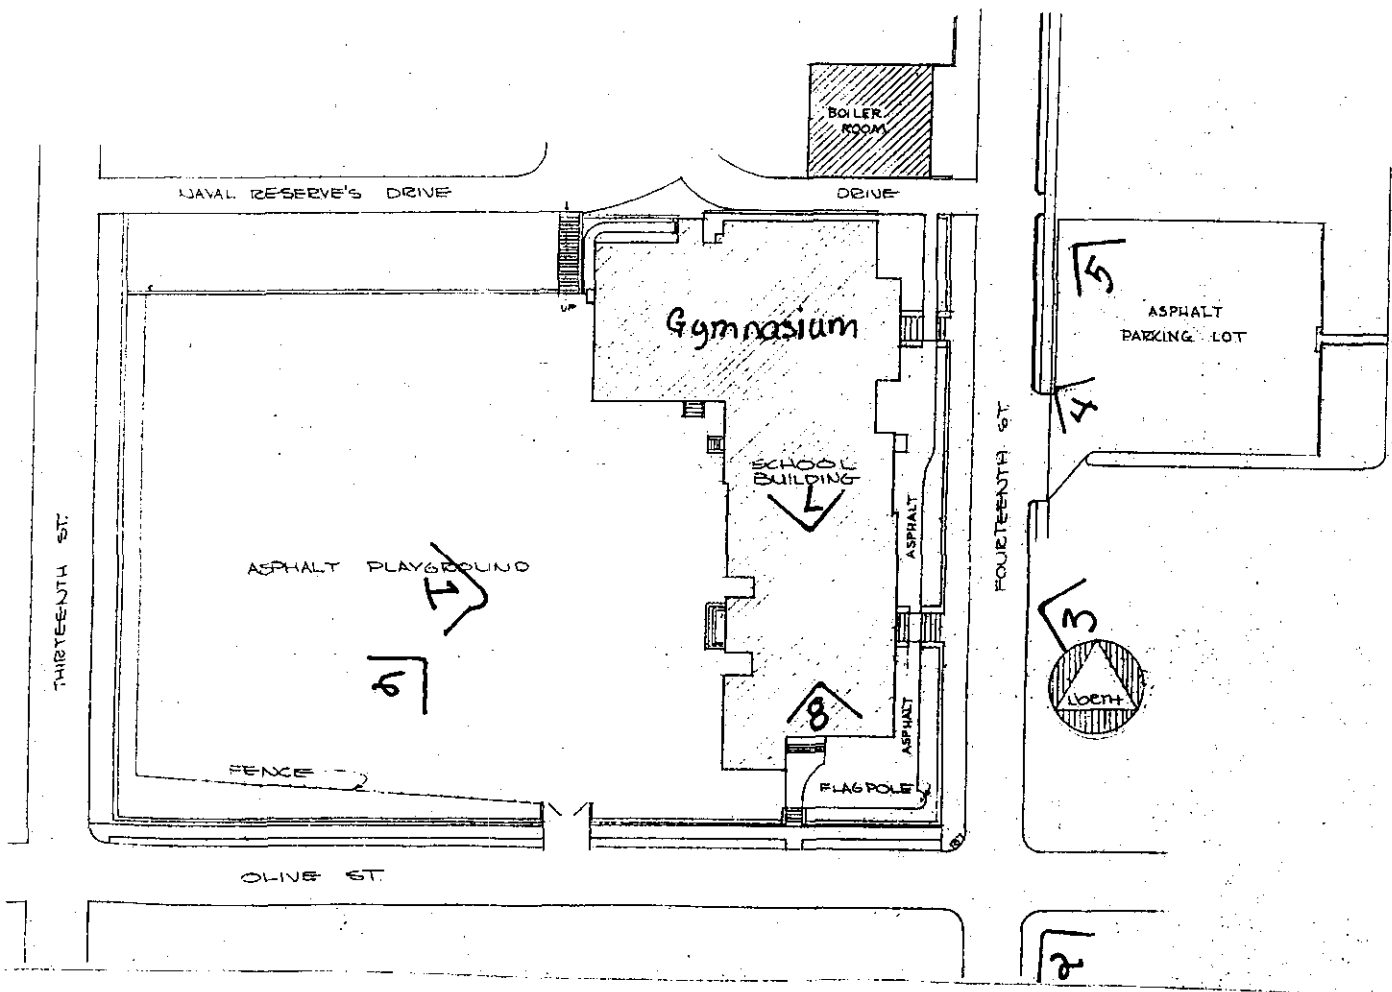 BOILER
ROOM
NAVAL RESERVE'S DRIVE
DRIVE
UP
Gymnasium
5
ASPHALT
PARKING LOT
4
SCHOOL
BUILDING
7
ASPHALT
FOURTEENTH ST.
THIRTEENTH ST.
ASPHALT PLAYGROUND
1
3
6
8
ASPHALT
FENCE
FLAGPOLE
OLIVE ST.
2